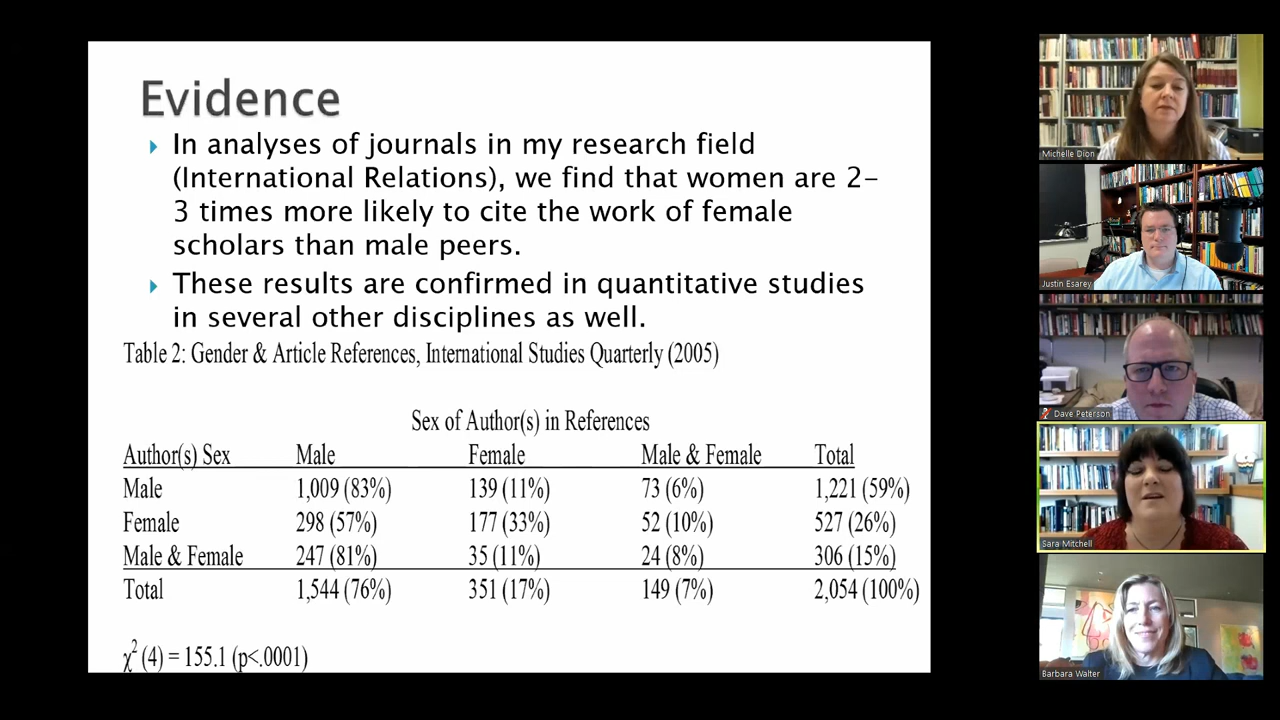 Evidence
In analyses of journals in my research field
(International Relations), we find that women are 2-
3 times more likely to cite the work of female
scholars than male peers.
These results are confirmed in quantitative studies
in several other disciplines as well.
Table 2: Gender & Article References, International Studies Quarterly (2005)
Sex of Author(s) in References
Author(s) Sex Male Female Male & Female Total
Male 1,009 (83%) 139 (11%) 73 (6%) 1,221 (59%)
Female 298 (57%) 177 (33%) 52 (10%) 527 (26%)
Male & Female 247 (81%) 35 (11%) 24 (8%) 306 (15%)
Total 1,544 (76%) 351 (17%) 149 (7%) 2,054 (100%)
χ² (4) = 155.1 (p<.0001)
Michelle Dion
Justin Esarey
Dave Peterson
Sara Mitchell
Barbara Walter